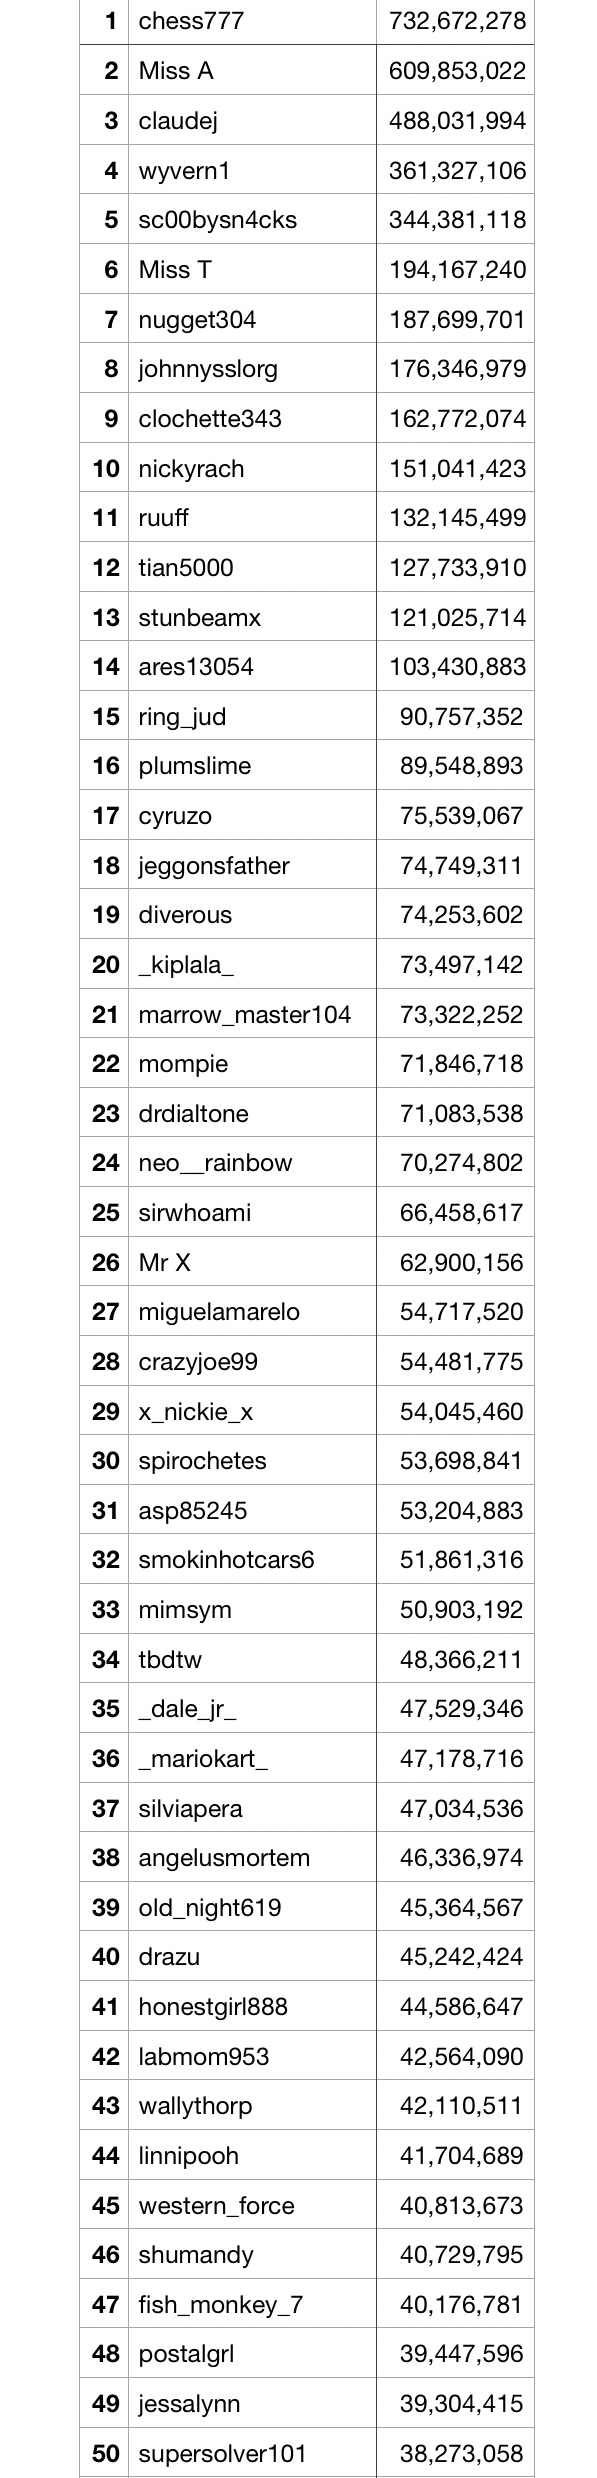 1 chess777 732,672,278
2 Miss A 609,853,022
3 claudej 488,031,994
4 wyvern1 361,327,106
5 sc00bysn4cks 344,381,118
6 Miss T 194,167,240
7 nugget304 187,699,701
8 johnnysslorg 176,346,979
9 clochette343 162,772,074
10 nickyrach 151,041,423
11 ruuff 132,145,499
12 tian5000 127,733,910
13 stunbeamx 121,025,714
14 ares13054 103,430,883
15 ring_jud 90,757,352
16 plumslime 89,548,893
17 cyruzo 75,539,067
18 jeggonsfather 74,749,311
19 diverous 74,253,602
20 _kiplala_ 73,497,142
21 marrow_master104 73,322,252
22 mompie 71,846,718
23 drdialtone 71,083,538
24 neo__rainbow 70,274,802
25 sirwhoami 66,458,617
26 Mr X 62,900,156
27 miguelamarelo 54,717,520
28 crazyjoe99 54,481,775
29 x_nickie_x 54,045,460
30 spirochetes 53,698,841
31 asp85245 53,204,883
32 smokinhotcars6 51,861,316
33 mimsym 50,903,192
34 tbdtw 48,366,211
35 _dale_jr_ 47,529,346
36 _mariokart_ 47,178,716
37 silviapera 47,034,536
38 angelusmortem 46,336,974
39 old_night619 45,364,567
40 drazu 45,242,424
41 honestgirl888 44,586,647
42 labmom953 42,564,090
43 wallythorp 42,110,511
44 linnipooh 41,704,689
45 western_force 40,813,673
46 shumandy 40,729,795
47 fish_monkey_7 40,176,781
48 postalgrl 39,447,596
49 jessalynn 39,304,415
50 supersolver101 38,273,058